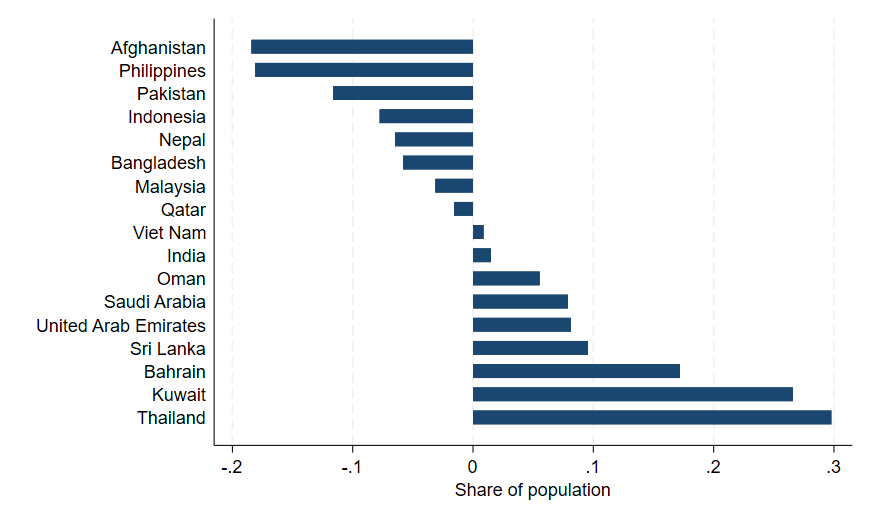 Afghanistan
Philippines
Pakistan
Indonesia
Nepal
Bangladesh
Malaysia
Qatar
Viet Nam
India
Oman
Saudi Arabia
United Arab Emirates
Sri Lanka
Bahrain
Kuwait
Thailand
-.2 -.1 0 .1 .2 .3
Share of population